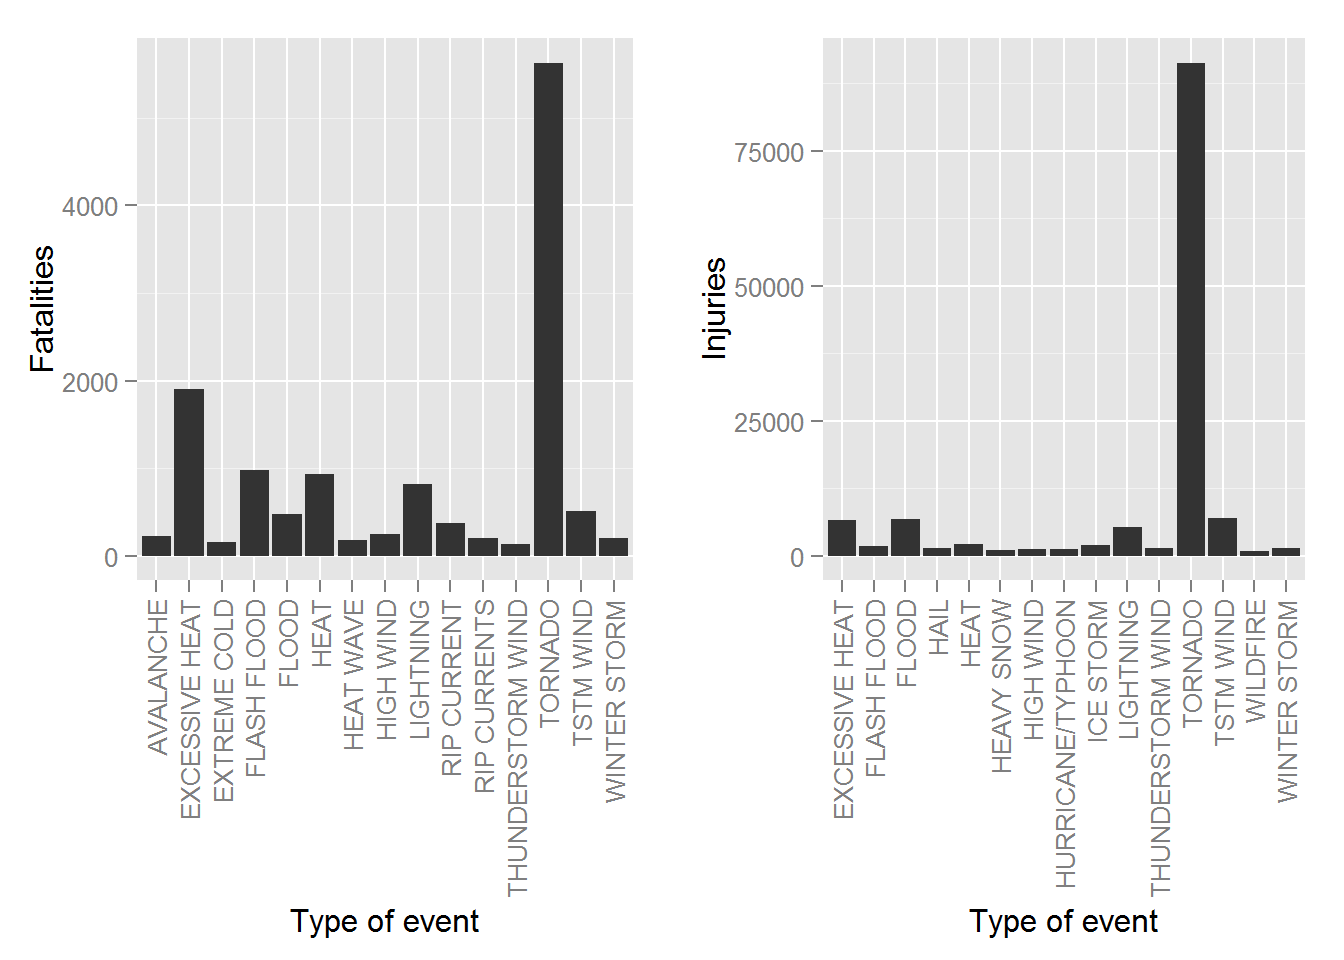 Fatalities
4000
2000
0
AVALANCHE
EXCESSIVE HEAT
EXTREME COLD
FLASH FLOOD
FLOOD
HEAT
HEAT WAVE
HIGH WIND
LIGHTNING
RIP CURRENT
RIP CURRENTS
THUNDERSTORM WIND
TORNADO
TSTM WIND
WINTER STORM
Type of event
Injuries
75000
50000
25000
0
EXCESSIVE HEAT
FLASH FLOOD
FLOOD
HAIL
HEAT
HEAVY SNOW
HIGH WIND
HURRICANE/TYPHOON
ICE STORM
LIGHTNING
THUNDERSTORM WIND
TORNADO
TSTM WIND
WILDFIRE
WINTER STORM
Type of event